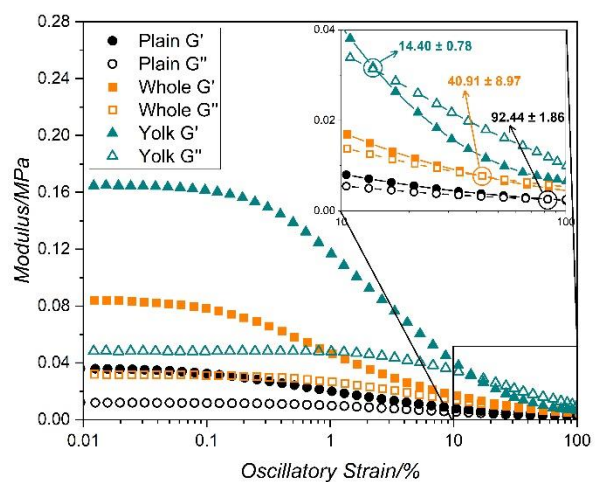 Modulus/MPa
0.28
0.24
0.20
0.16
0.12
0.08
0.04
0.00
Plain G'
Plain G"
Whole G'
Whole G"
Yolk G'
Yolk G"
0.04
0.02
0.00
10
100
14.40 ± 0.78
40.91 ± 8.97
92.44 ± 1.86
0.01
0.1
1
10
100
Oscillatory Strain/%